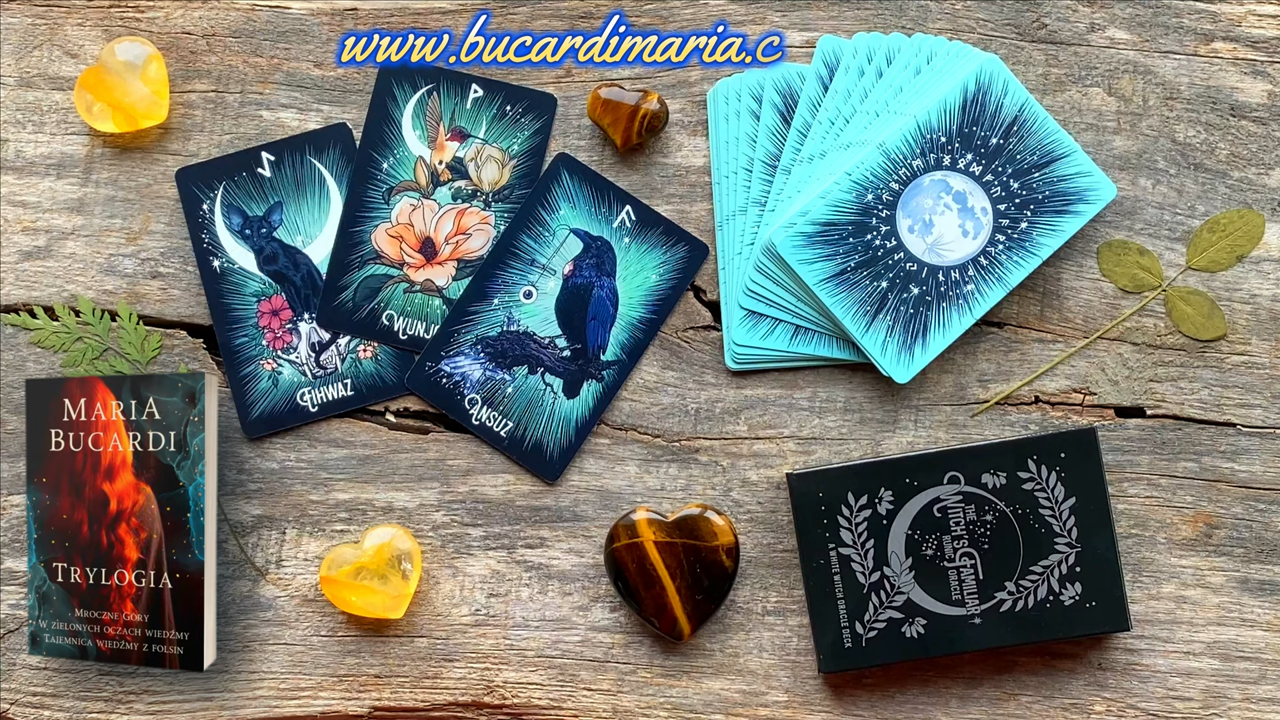 www.bucardimaria.c
ᛇ
EIHWAZ
ᚹ
WUNJO
ᚨ
ANSUZ
MARIA
BUCARDI
TRYLOGIA
MROCZNE GÓRY
W ZIELONYCH OCZACH WIEDŹMY
TAJEMNICA WIEDŹMY Z FOLSIN
THE
WITCH'S
FAMILIAR
RUNIC
ORACLE
A WHITE WITCH ORACLE DECK